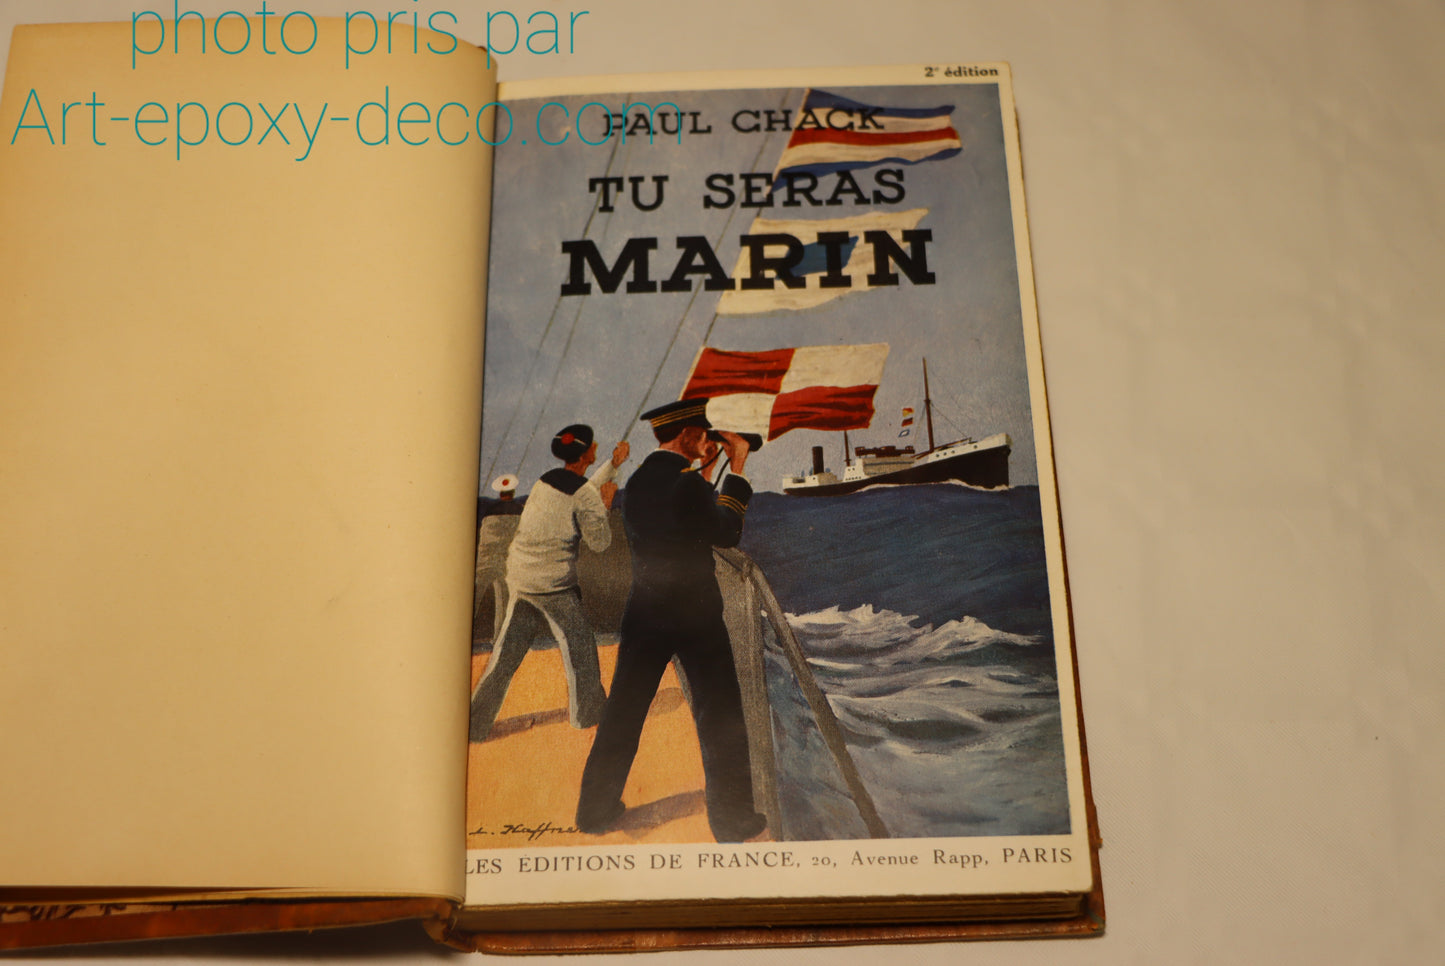 photo pris par
Art-epoxy-deco.com
2e édition
PAUL CHACK
TU SERAS
MARIN
L. Haffner
LES ÉDITIONS DE FRANCE, 20, Avenue Rapp, PARIS